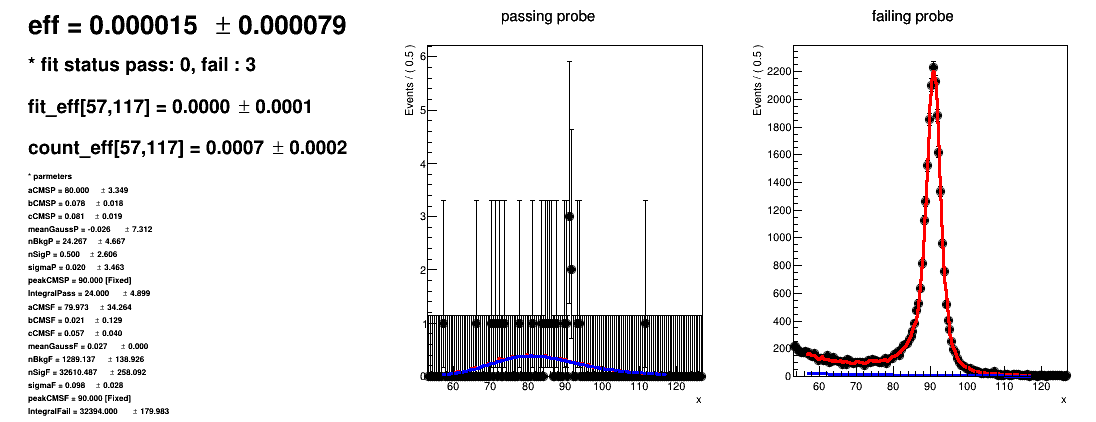 eff = 0.000015 ± 0.000079
* fit status pass: 0, fail : 3
fit_eff[57,117] = 0.0000 ± 0.0001
count_eff[57,117] = 0.0007 ± 0.0002
* parmeters
aCMSP = 80.000 ± 3.349
bCMSP = 0.078 ± 0.018
cCMSP = 0.081 ± 0.019
meanGaussP = -0.026 ± 7.312
nBkgP = 24.267 ± 4.667
nSigP = 0.500 ± 2.606
sigmaP = 0.020 ± 3.463
peakCMSP = 90.000 [Fixed]
IntegralPass = 24.000 ± 4.899
aCMSF = 79.973 ± 34.264
bCMSF = 0.021 ± 0.129
cCMSF = 0.057 ± 0.040
meanGaussF = 0.027 ± 0.000
nBkgF = 1289.137 ± 138.926
nSigF = 32610.487 ± 258.092
sigmaF = 0.098 ± 0.028
peakCMSF = 90.000 [Fixed]
IntegralFail = 32394.000 ± 179.983
passing probe
Events / ( 0.5 )
6
5
4
3
2
1
0
60 70 80 90 100 110 120
x
failing probe
Events / ( 0.5 )
2200
2000
1800
1600
1400
1200
1000
800
600
400
200
0
60 70 80 90 100 110 120
x